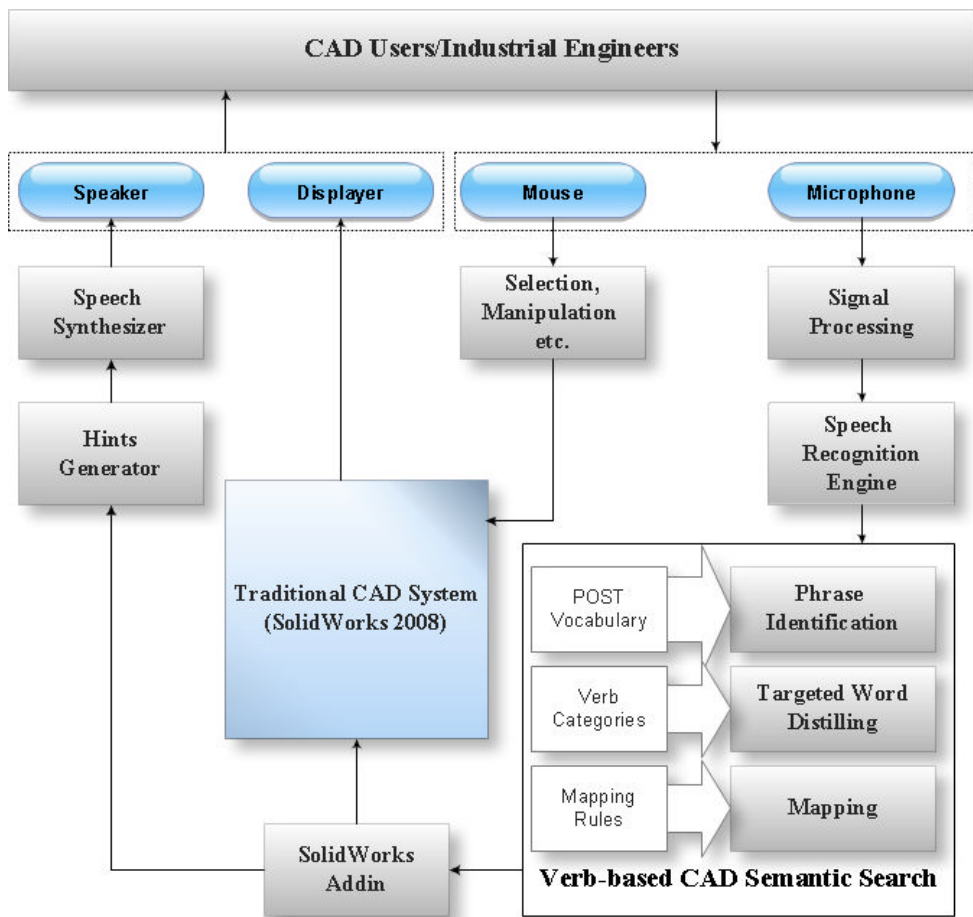 CAD Users/Industrial Engineers
Speaker
Displayer
Mouse
Microphone
Speech
Synthesizer
Selection,
Manipulation
etc.
Signal
Processing
Hints
Generator
Speech
Recognition
Engine
Traditional CAD System
(SolidWorks 2008)
POST
Vocabulary
Phrase
Identification
Verb
Categories
Targeted Word
Distilling
Mapping
Rules
Mapping
SolidWorks
Addin
Verb-based CAD Semantic Search